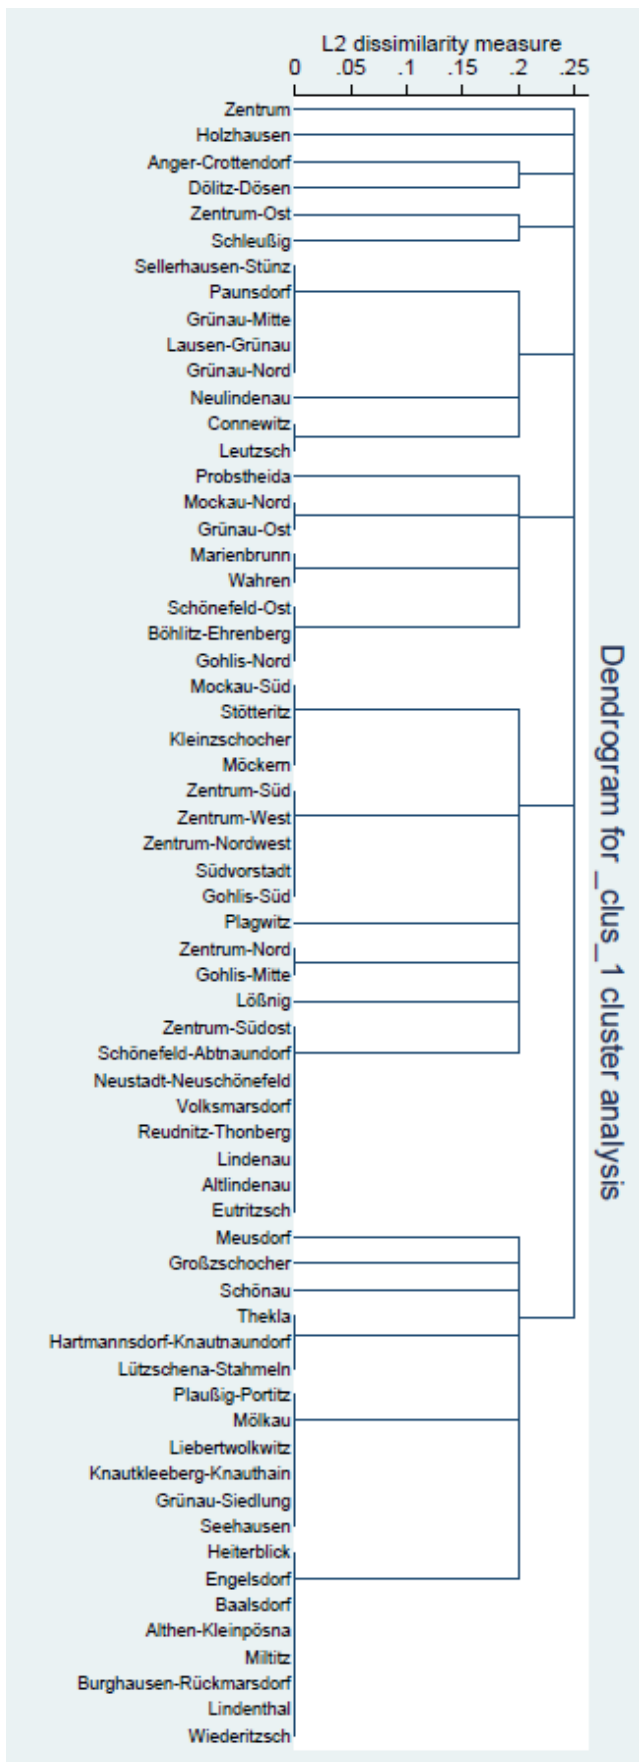 L2 dissimilarity measure
0 .05 .1 .15 .2 .25
Zentrum
Holzhausen
Anger-Crottendorf
Dölitz-Dösen
Zentrum-Ost
Schleußig
Sellerhausen-Stünz
Paunsdorf
Grünau-Mitte
Lausen-Grünau
Grünau-Nord
Neulindenau
Connewitz
Leutzsch
Probstheida
Mockau-Nord
Grünau-Ost
Marienbrunn
Wahren
Schönefeld-Ost
Böhlitz-Ehrenberg
Gohlis-Nord
Mockau-Süd
Stötteritz
Kleinzschocher
Möckern
Zentrum-Süd
Zentrum-West
Zentrum-Nordwest
Südvorstadt
Gohlis-Süd
Plagwitz
Zentrum-Nord
Gohlis-Mitte
Lößnig
Zentrum-Südost
Schönefeld-Abtnaundorf
Neustadt-Neuschönefeld
Volksmarsdorf
Reudnitz-Thonberg
Lindenau
Altlindenau
Eutritzsch
Meusdorf
Großzschocher
Schönau
Thekla
Hartmannsdorf-Knautnaundorf
Lützschena-Stahmeln
Plaußig-Portitz
Mölkau
Liebertwolkwitz
Knautkleeberg-Knauthain
Grünau-Siedlung
Seehausen
Heiterblick
Engelsdorf
Baalsdorf
Althen-Kleinpösna
Miltitz
Burghausen-Rückmarsdorf
Lindenthal
Wiederitzsch
Dendrogram for _clus_1 cluster analysis